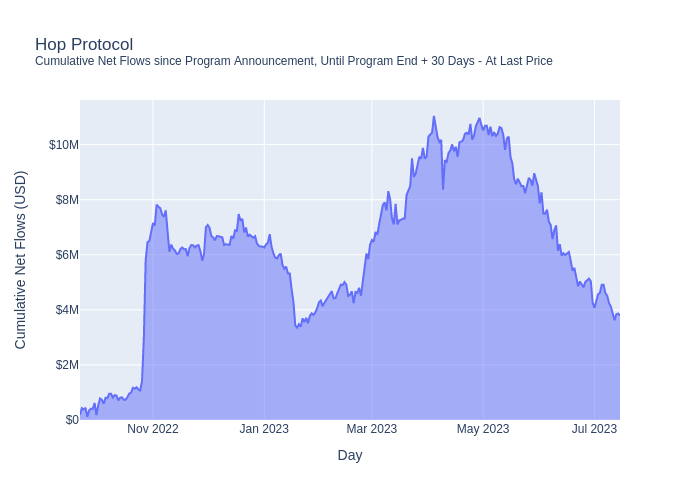 Hop Protocol
Cumulative Net Flows since Program Announcement, Until Program End + 30 Days - At Last Price
Cumulative Net Flows (USD)
$10M
$8M
$6M
$4M
$2M
$0
Nov 2022 Jan 2023 Mar 2023 May 2023 Jul 2023
Day